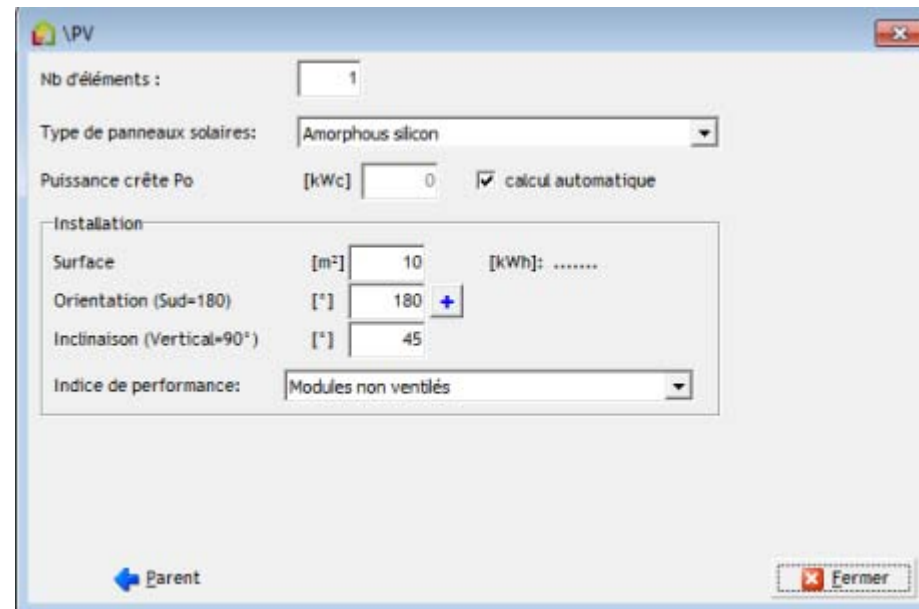 \PV
Nb d'éléments : 1
Type de panneaux solaires: Amorphous silicon
Puissance crête Po [kWc] 0 calcul automatique
Installation
Surface [m²] 10 [kWh]: .......
Orientation (Sud=180) [°] 180 +
Inclinaison (Vertical=90°) [°] 45
Indice de performance: Modules non ventilés
Parent Fermer